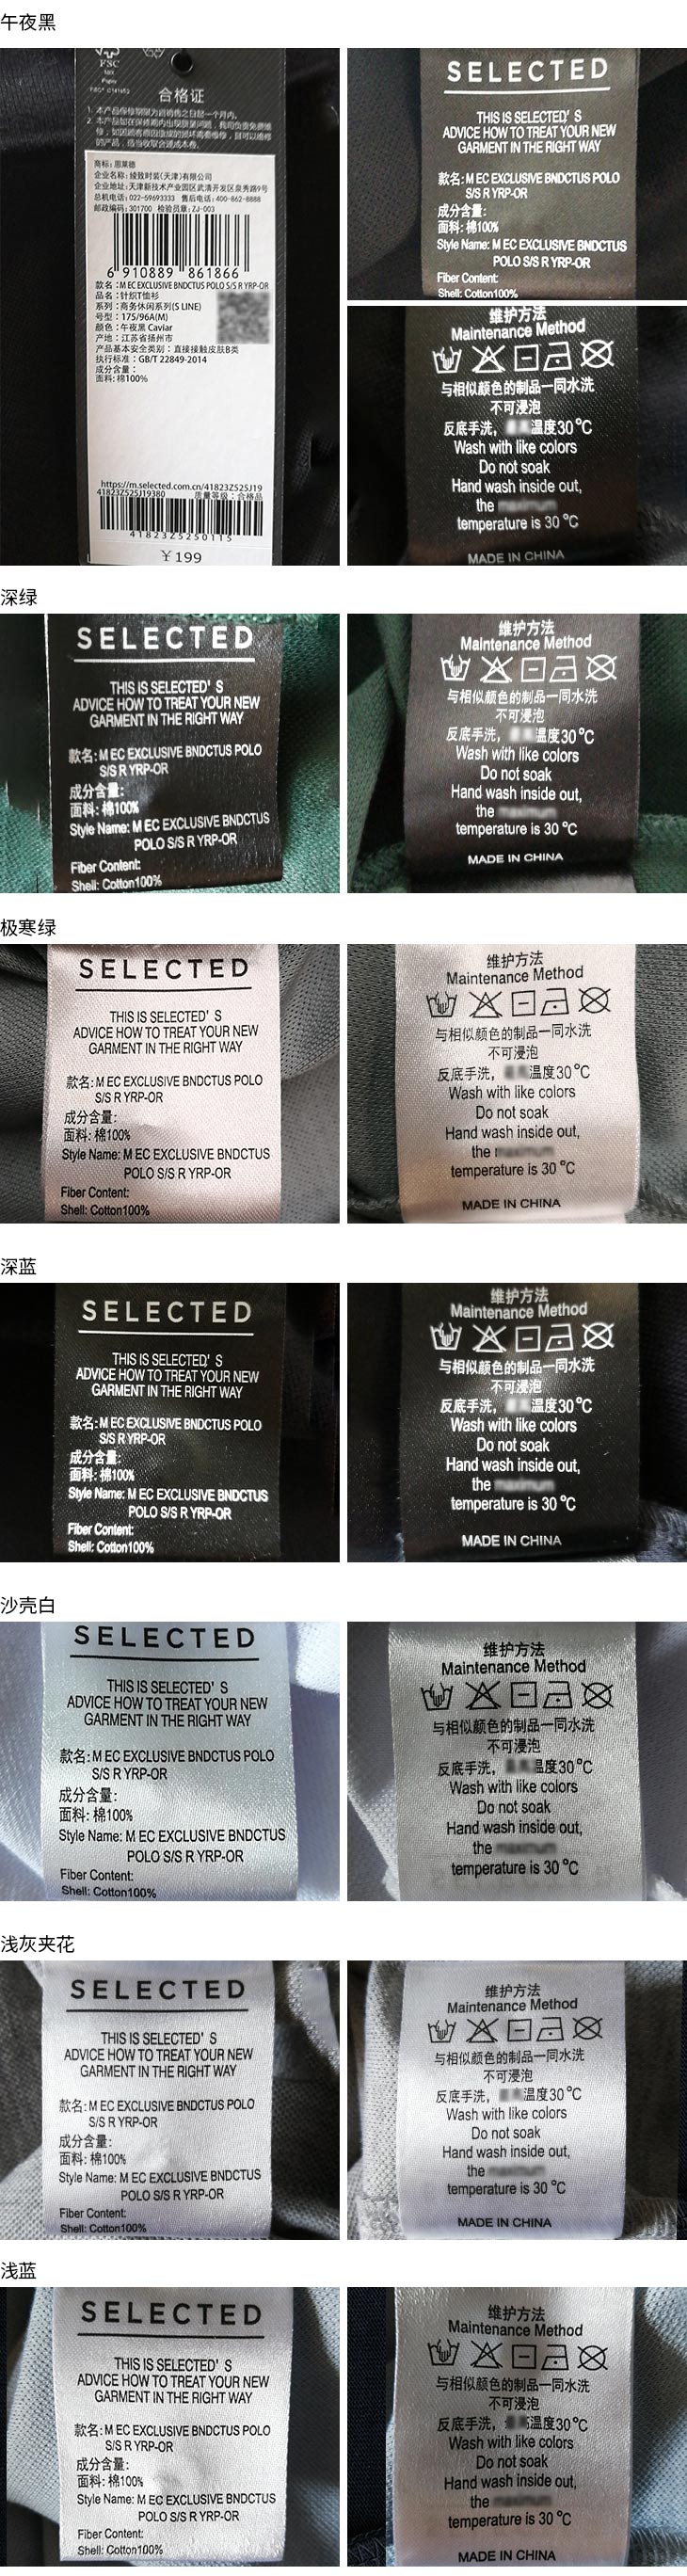 午夜黑
FSC
合格证
商标：思莱德
企业名称：绫致时装(天津)有限公司
企业地址：天津新技术产业园区武清开发区泉秀路9号
总机电话：022-59693333 售后电话：400-862-8888
邮政编码：301700 检验员章：ZJ-003
6 910889 861866
款名：M EC EXCLUSIVE BNDCTUS POLO S/S R YRP-OR
品名：针织T恤衫
系列：商务休闲系列(S LINE)
号型：175/96A(M)
颜色：午夜黑 Caviar
产地：江苏省扬州市
产品基本安全类别：直接接触皮肤B类
执行标准：GB/T 22849-2014
成分含量：
面料：棉100%
https://m.selected.com.cn/41823Z525J19
41823Z525J19380 质量等级：合格品
41823Z5250115
￥199
SELECTED
THIS IS SELECTED'S
ADVICE HOW TO TREAT YOUR NEW
GARMENT IN THE RIGHT WAY
款名: M EC EXCLUSIVE BNDCTUS POLO
S/S R YRP-OR
成分含量:
面料: 棉100%
Style Name: M EC EXCLUSIVE BNDCTUS
POLO S/S R YRP-OR
Fiber Content:
Shell: Cotton100%
维护方法
Maintenance Method
与相似颜色的制品一同水洗
不可浸泡
反底手洗，温度30℃
Wash with like colors
Do not soak
Hand wash inside out,
the
temperature is 30 ℃
MADE IN CHINA
深绿
SELECTED
THIS IS SELECTED'S
ADVICE HOW TO TREAT YOUR NEW
GARMENT IN THE RIGHT WAY
款名: M EC EXCLUSIVE BNDCTUS POLO
S/S R YRP-OR
成分含量:
面料: 棉100%
Style Name: M EC EXCLUSIVE BNDCTUS
POLO S/S R YRP-OR
Fiber Content:
Shell: Cotton100%
维护方法
Maintenance Method
与相似颜色的制品一同水洗
不可浸泡
反底手洗，温度30℃
Wash with like colors
Do not soak
Hand wash inside out,
the
temperature is 30 ℃
MADE IN CHINA
极寒绿
SELECTED
THIS IS SELECTED'S
ADVICE HOW TO TREAT YOUR NEW
GARMENT IN THE RIGHT WAY
款名: M EC EXCLUSIVE BNDCTUS POLO
S/S R YRP-OR
成分含量:
面料: 棉100%
Style Name: M EC EXCLUSIVE BNDCTUS
POLO S/S R YRP-OR
Fiber Content:
Shell: Cotton100%
维护方法
Maintenance Method
与相似颜色的制品一同水洗
不可浸泡
反底手洗，温度30℃
Wash with like colors
Do not soak
Hand wash inside out,
the maximum
temperature is 30 ℃
MADE IN CHINA
深蓝
SELECTED
THIS IS SELECTED'S
ADVICE HOW TO TREAT YOUR NEW
GARMENT IN THE RIGHT WAY
款名: M EC EXCLUSIVE BNDCTUS POLO
S/S R YRP-OR
成分含量:
面料: 棉100%
Style Name: M EC EXCLUSIVE BNDCTUS
POLO S/S R YRP-OR
Fiber Content:
Shell: Cotton100%
维护方法
Maintenance Method
与相似颜色的制品一同水洗
不可浸泡
反底手洗，温度30℃
Wash with like colors
Do not soak
Hand wash inside out,
the maximum
temperature is 30 ℃
MADE IN CHINA
沙壳白
SELECTED
THIS IS SELECTED'S
ADVICE HOW TO TREAT YOUR NEW
GARMENT IN THE RIGHT WAY
款名: M EC EXCLUSIVE BNDCTUS POLO
S/S R YRP-OR
成分含量:
面料: 棉100%
Style Name: M EC EXCLUSIVE BNDCTUS
POLO S/S R YRP-OR
Fiber Content:
Shell: Cotton100%
维护方法
Maintenance Method
与相似颜色的制品一同水洗
不可浸泡
反底手洗，最高温度30℃
Wash with like colors
Do not soak
Hand wash inside out,
the maximum
temperature is 30 ℃
浅灰夹花
SELECTED
THIS IS SELECTED'S
ADVICE HOW TO TREAT YOUR NEW
GARMENT IN THE RIGHT WAY
款名: M EC EXCLUSIVE BNDCTUS POLO
S/S R YRP-OR
成分含量:
面料: 棉100%
Style Name: M EC EXCLUSIVE BNDCTUS
POLO S/S R YRP-OR
Fiber Content:
Shell: Cotton100%
维护方法
Maintenance Method
与相似颜色的制品一同水洗
不可浸泡
反底手洗，温度30℃
Wash with like colors
Do not soak
Hand wash inside out,
the maximum
temperature is 30 ℃
MADE IN CHINA
浅蓝
SELECTED
THIS IS SELECTED'S
ADVICE HOW TO TREAT YOUR NEW
GARMENT IN THE RIGHT WAY
款名: M EC EXCLUSIVE BNDCTUS POLO
S/S R YRP-OR
成分含量:
面料: 棉100%
Style Name: M EC EXCLUSIVE BNDCTUS
POLO S/S R YRP-OR
Fiber Content:
Shell: Cotton100%
维护方法
Maintenance Method
与相似颜色的制品一同水洗
不可浸泡
反底手洗，最高温度30℃
Wash with like colors
Do not soak
Hand wash inside out,
the maximum
temperature is 30 ℃
MADE IN CHINA